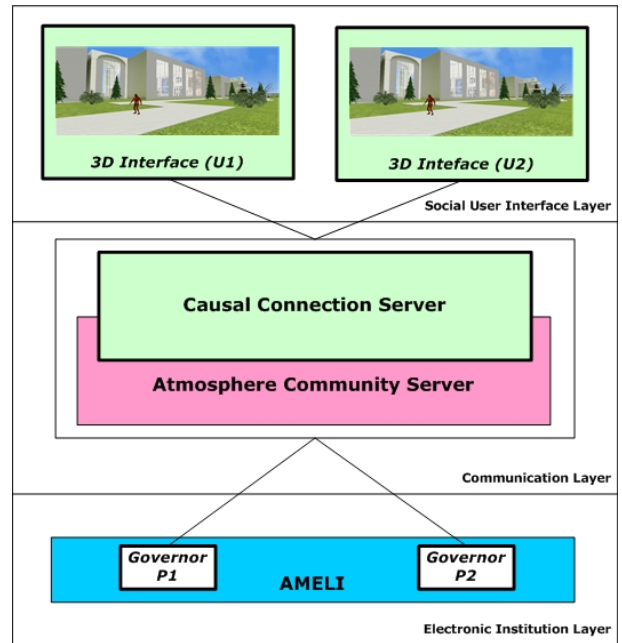 3D Interface (U1)
3D Inteface (U2)
Social User Interface Layer
Causal Connection Server
Atmosphere Community Server
Communication Layer
Governor
P1
AMELI
Governor
P2
Electronic Institution Layer